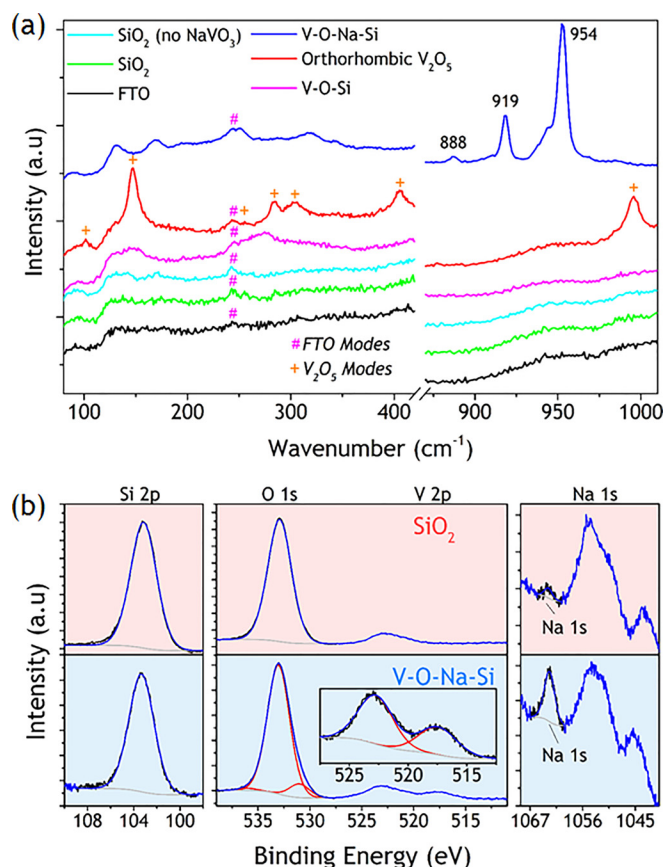 (a)
SiO₂ (no NaVO₃)
SiO₂
FTO
V-O-Na-Si
Orthorhombic V₂O₅
V-O-Si
954
919
888
#
+
+
+
+
+
+
+
#
#
#
#
#
# FTO Modes
+ V₂O₅ Modes
Intensity (a.u)
100
200
300
400
900
950
1000
Wavenumber (cm⁻¹)
(b)
Si 2p
O 1s
V 2p
Na 1s
SiO₂
Na 1s
V-O-Na-Si
525
520
515
Na 1s
Intensity (a.u)
108
104
100
535
530
525
520
515
1067
1056
1045
Binding Energy (eV)